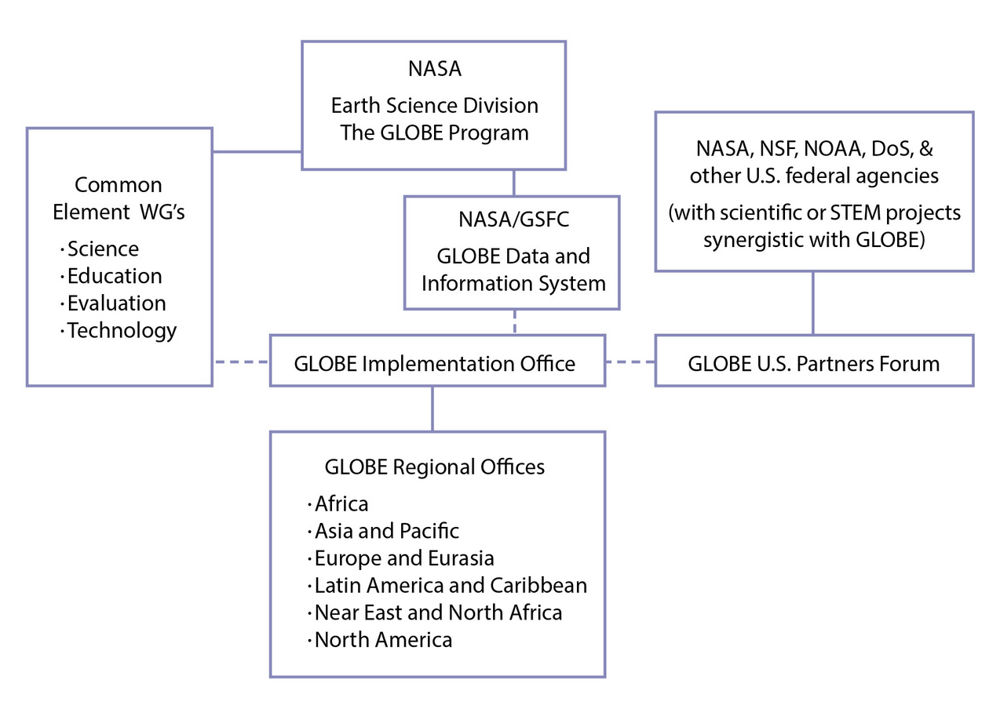 NASA
Earth Science Division
The GLOBE Program
Common
Element  WG’s
·Science
·Education
·Evaluation
·Technology
NASA/GSFC
GLOBE Data and
Information System
NASA, NSF, NOAA, DoS, &
other U.S. federal agencies
(with scientific or STEM projects
synergistic with GLOBE)
GLOBE Implementation Office
GLOBE U.S. Partners Forum
GLOBE Regional Offices
·Africa
·Asia and Pacific
·Europe and Eurasia
·Latin America and Caribbean
·Near East and North Africa
·North America